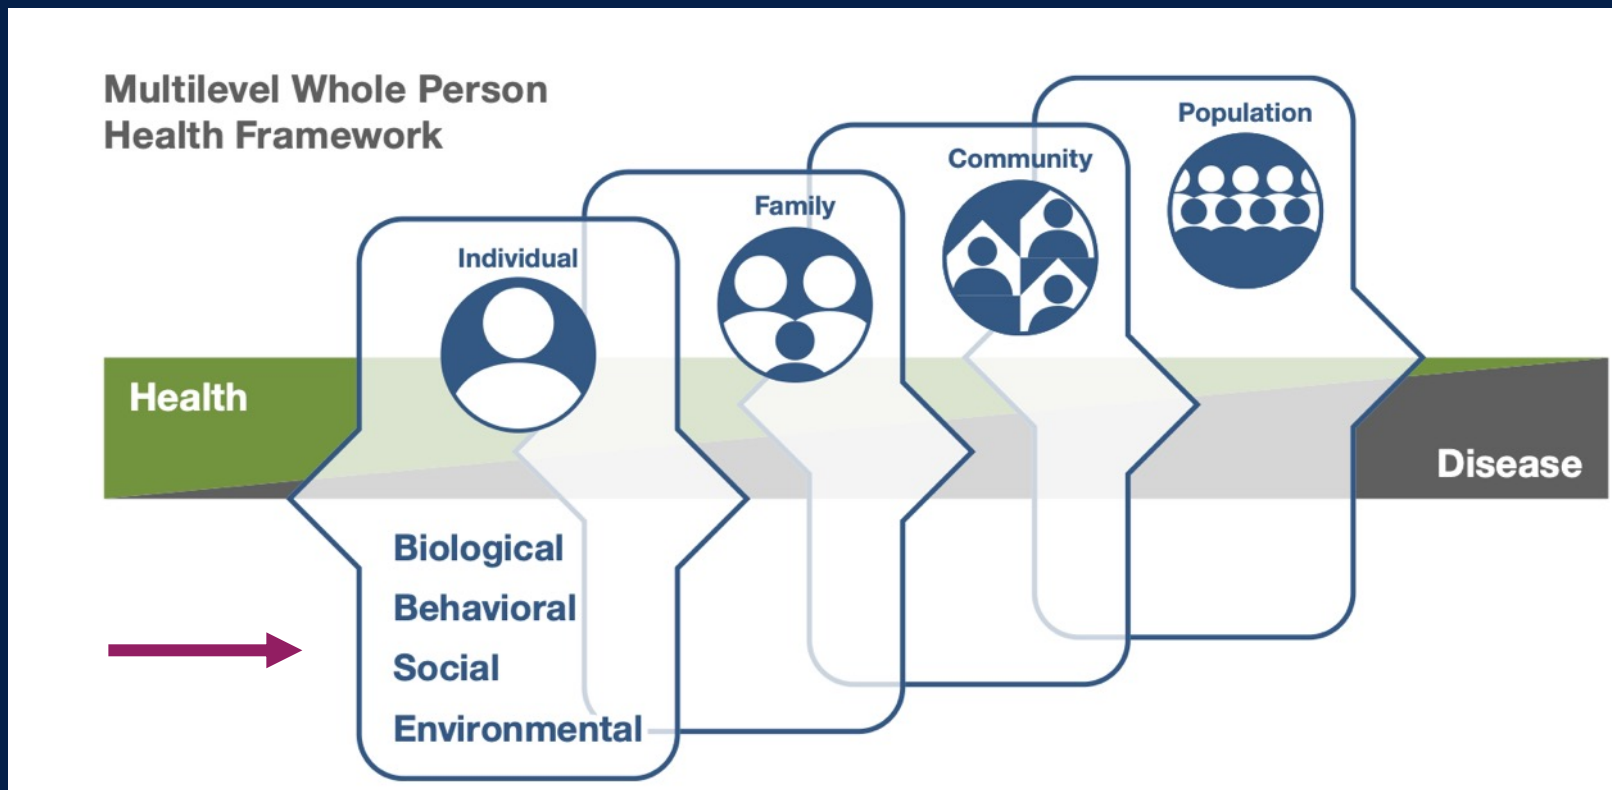 Multilevel Whole Person
Health Framework
Individual
Family
Community
Population
Health
Disease
Biological
Behavioral
Social
Environmental